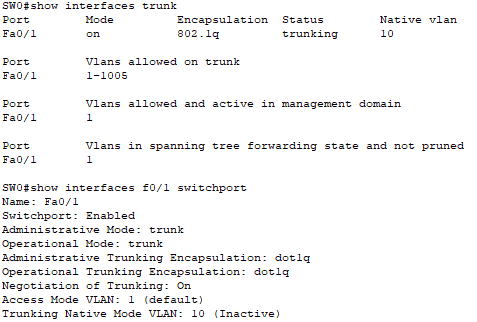 SW0#show interfaces trunk
Port Mode Encapsulation Status Native vlan
Fa0/1 on 802.1q trunking 10
Port Vlans allowed on trunk
Fa0/1 1-1005
Port Vlans allowed and active in management domain
Fa0/1 1
Port Vlans in spanning tree forwarding state and not pruned
Fa0/1 1
SW0#show interfaces f0/1 switchport
Name: Fa0/1
Switchport: Enabled
Administrative Mode: trunk
Operational Mode: trunk
Administrative Trunking Encapsulation: dot1q
Operational Trunking Encapsulation: dot1q
Negotiation of Trunking: On
Access Mode VLAN: 1 (default)
Trunking Native Mode VLAN: 10 (Inactive)